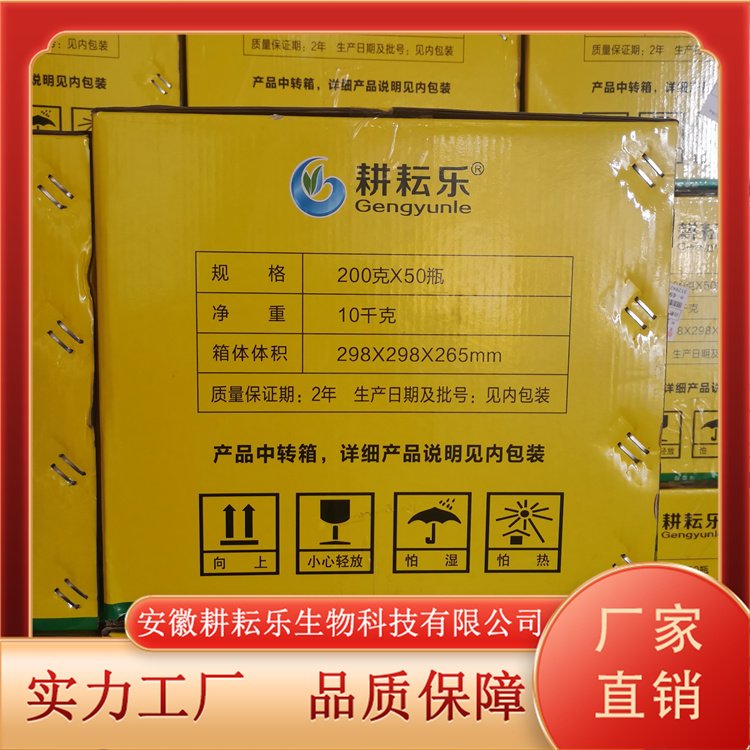 质量保证期：2年 生产日期及批号：见内包装
产品中转箱，详细产品说明见内包装
耕耘乐®
Gengyunle
规 格 200克X50瓶
净 重 10千克
箱体体积 298X298X265mm
质量保证期：2年 生产日期及批号：见内包装
产品中转箱，详细产品说明见内包装
向 上
小心轻放
怕 湿
怕 热
耕耘乐
Gengyunle
安徽耕耘乐生物科技有限公司
实力工厂 品质保障
厂家
直销